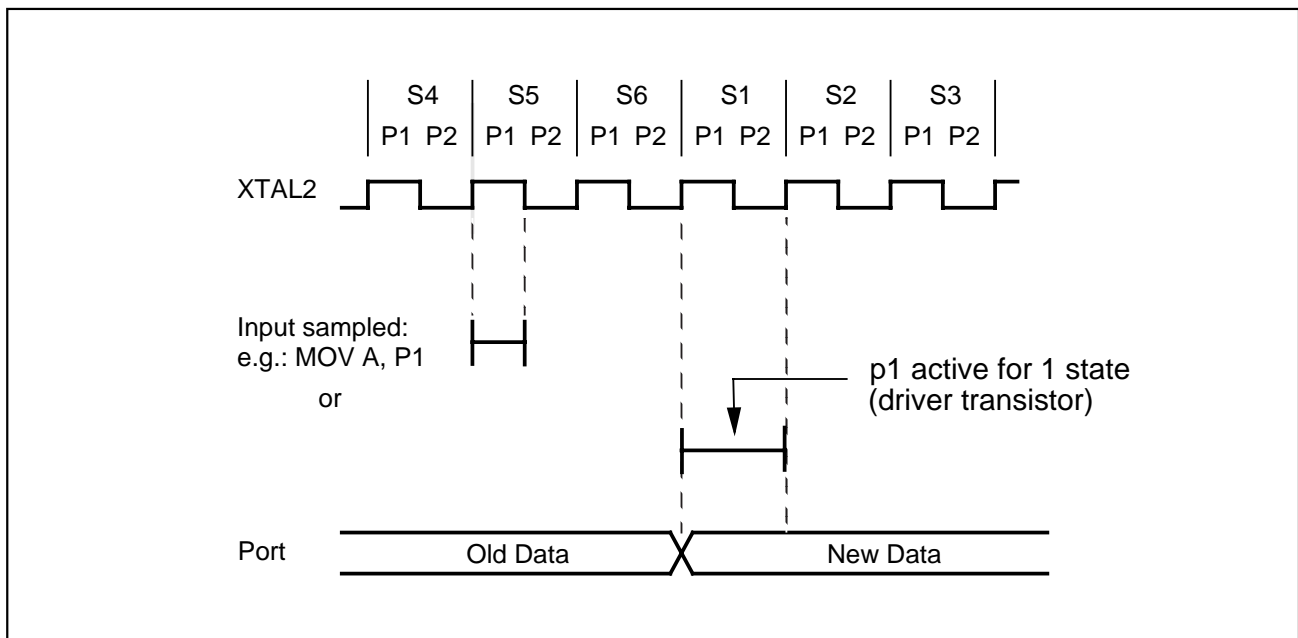 S4 S5 S6 S1 S2 S3
P1 P2 P1 P2 P1 P2 P1 P2 P1 P2 P1 P2
XTAL2
Input sampled:
e.g.: MOV A, P1
or
p1 active for 1 state
(driver transistor)
Port Old Data New Data